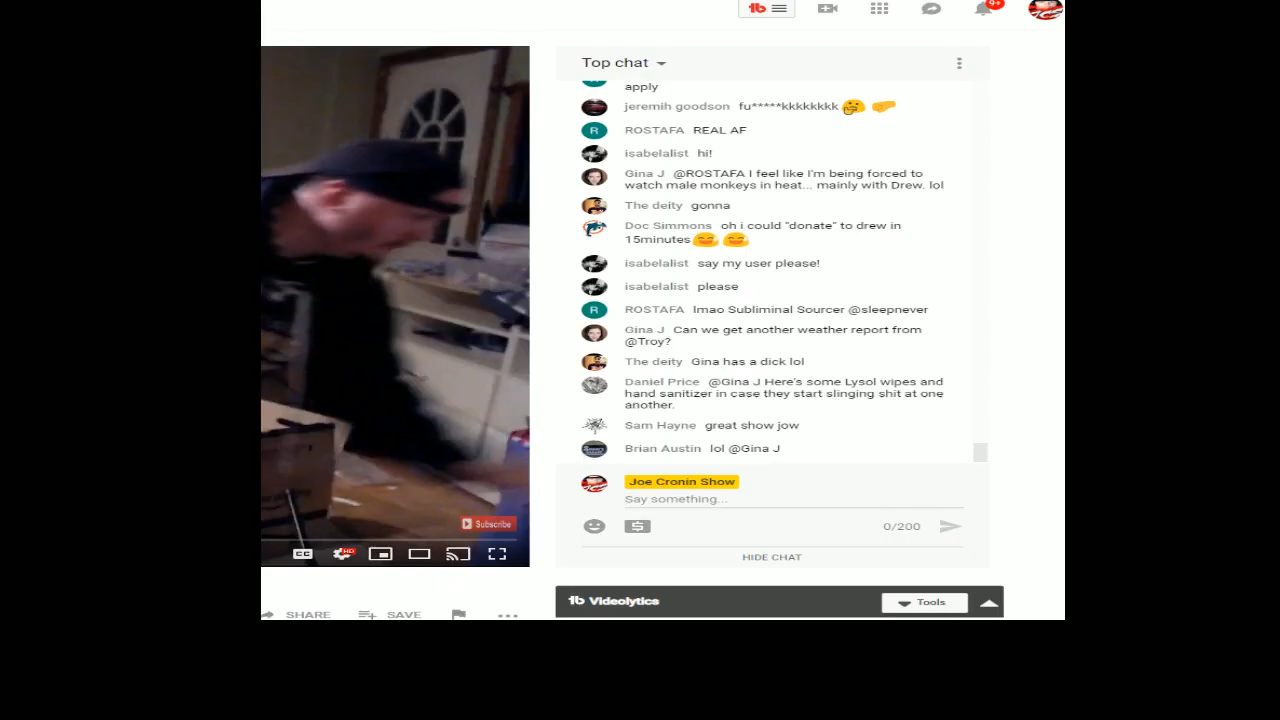 9+
Top chat
apply
jeremih goodson fu*****kkkkkkkk
R ROSTAFA REAL AF
isabelalist hi!
Gina J @ROSTAFA I feel like I'm being forced to
watch male monkeys in heat... mainly with Drew. lol
The deity gonna
Doc Simmons oh i could "donate" to drew in
15minutes
isabelalist say my user please!
isabelalist please
R ROSTAFA lmao Subliminal Sourcer @sleepnever
Gina J Can we get another weather report from
@Troy?
The deity Gina has a dick lol
Daniel Price @Gina J Here's some Lysol wipes and
hand sanitizer in case they start slinging shit at one
another.
Sam Hayne great show jow
Brian Austin lol @Gina J
Joe Cronin Show
Say something...
0/200
HIDE CHAT
Subscribe
CC HD
SHARE SAVE
Videolytics Tools